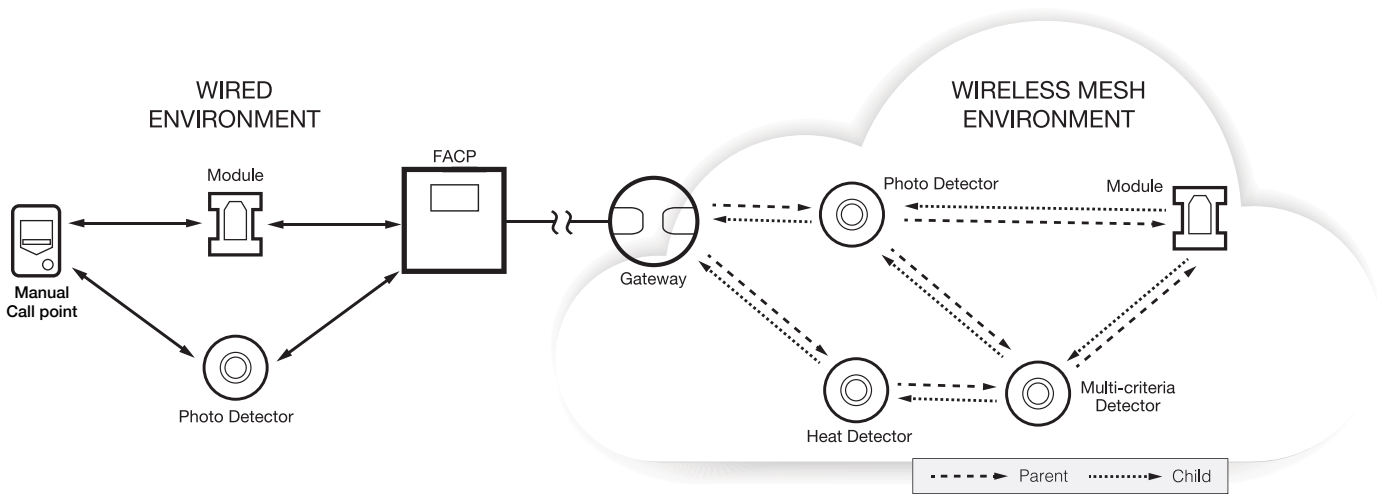 WIRED
ENVIRONMENT
WIRELESS MESH
ENVIRONMENT
FACP
Module
Photo Detector
Module
Manual
Call point
Gateway
Photo Detector
Heat Detector
Multi-criteria
Detector
Parent
Child